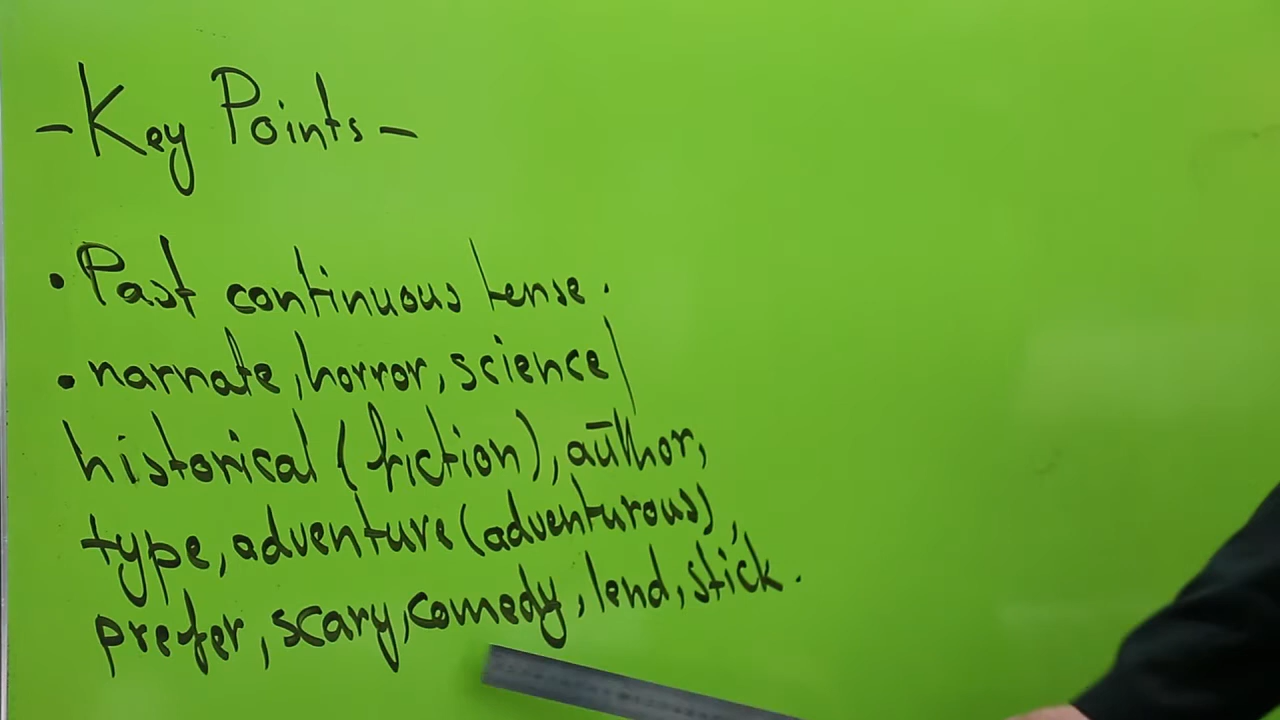 - Key Points -
• Past continuous tense.
• narrate, horror, science/
historical (fiction), author,
type, adventure (adventurous),
prefer, scary, comedy, lend, stick.